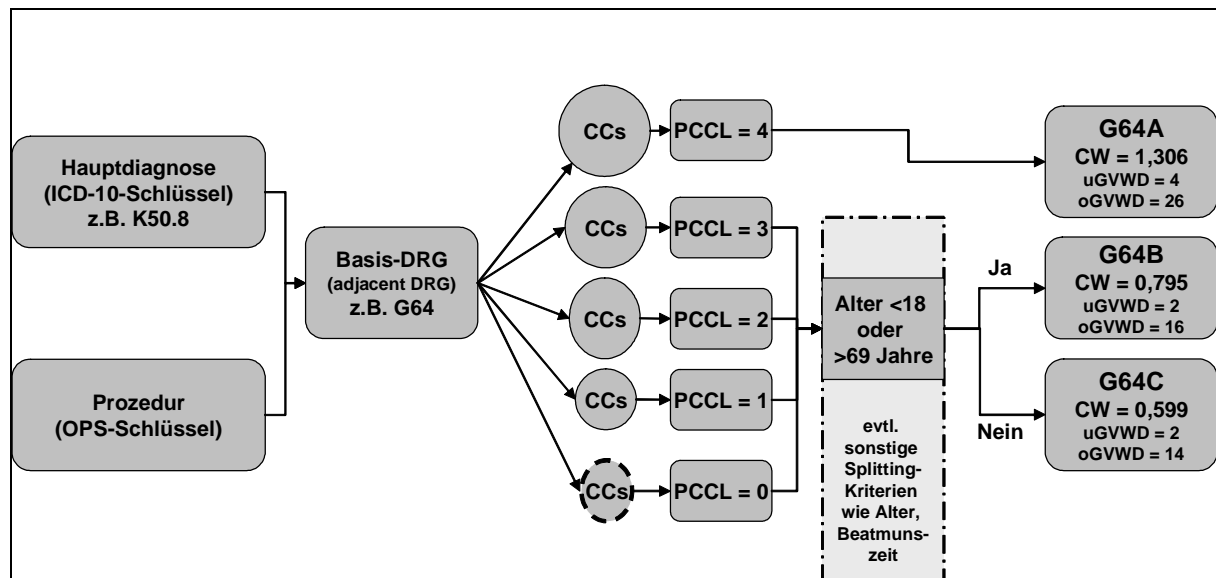 Hauptdiagnose
(ICD-10-Schlüssel)
z.B. K50.8
Prozedur
(OPS-Schlüssel)
Basis-DRG
(adjacent DRG)
z.B. G64
CCs
PCCL = 4
CCs
PCCL = 3
CCs
PCCL = 2
CCs
PCCL = 1
CCs
PCCL = 0
Alter <18
oder
>69 Jahre
evtl.
sonstige
Splitting-
Kriterien
wie Alter,
Beatmuns-
zeit
Ja
Nein
G64A
CW = 1,306
uGVWD = 4
oGVWD = 26
G64B
CW = 0,795
uGVWD = 2
oGVWD = 16
G64C
CW = 0,599
uGVWD = 2
oGVWD = 14